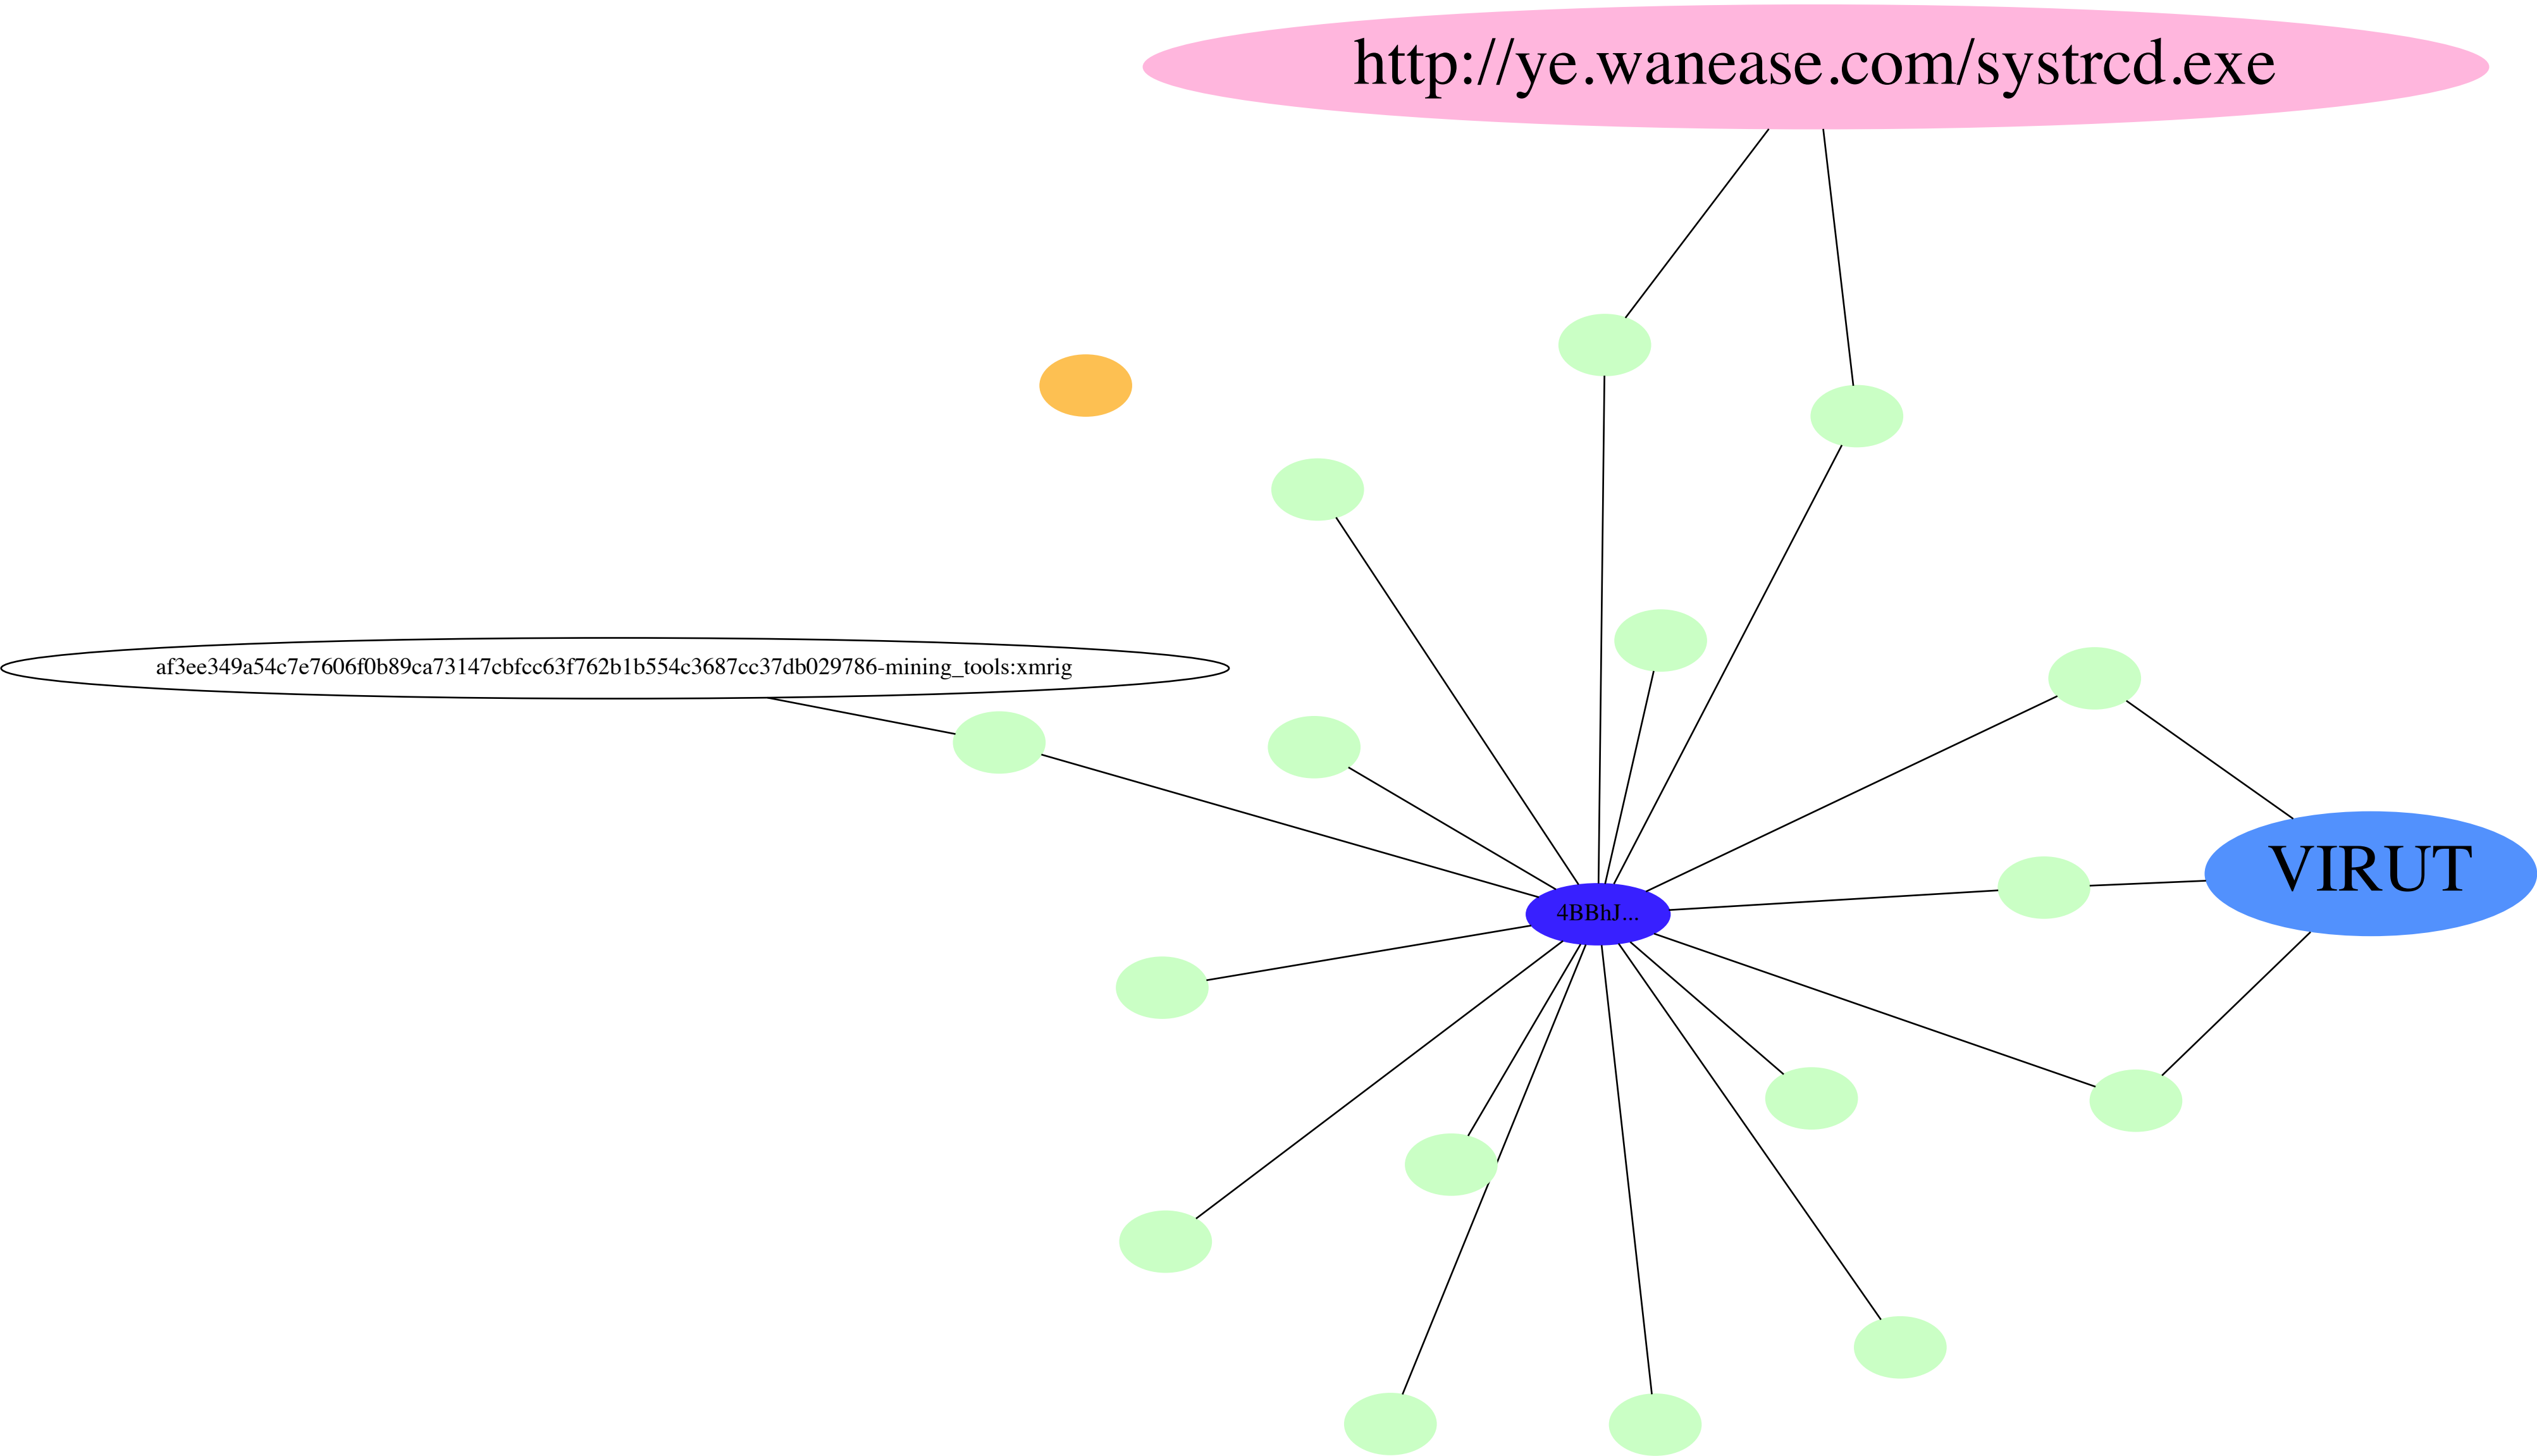 http://ye.wanease.com/systrcd.exe
af3ee349a54c7e7606f0b89ca73147cbfcc63f762b1b554c3687cc37db029786-mining_tools:xmrig
VIRUT
4BBhJ...